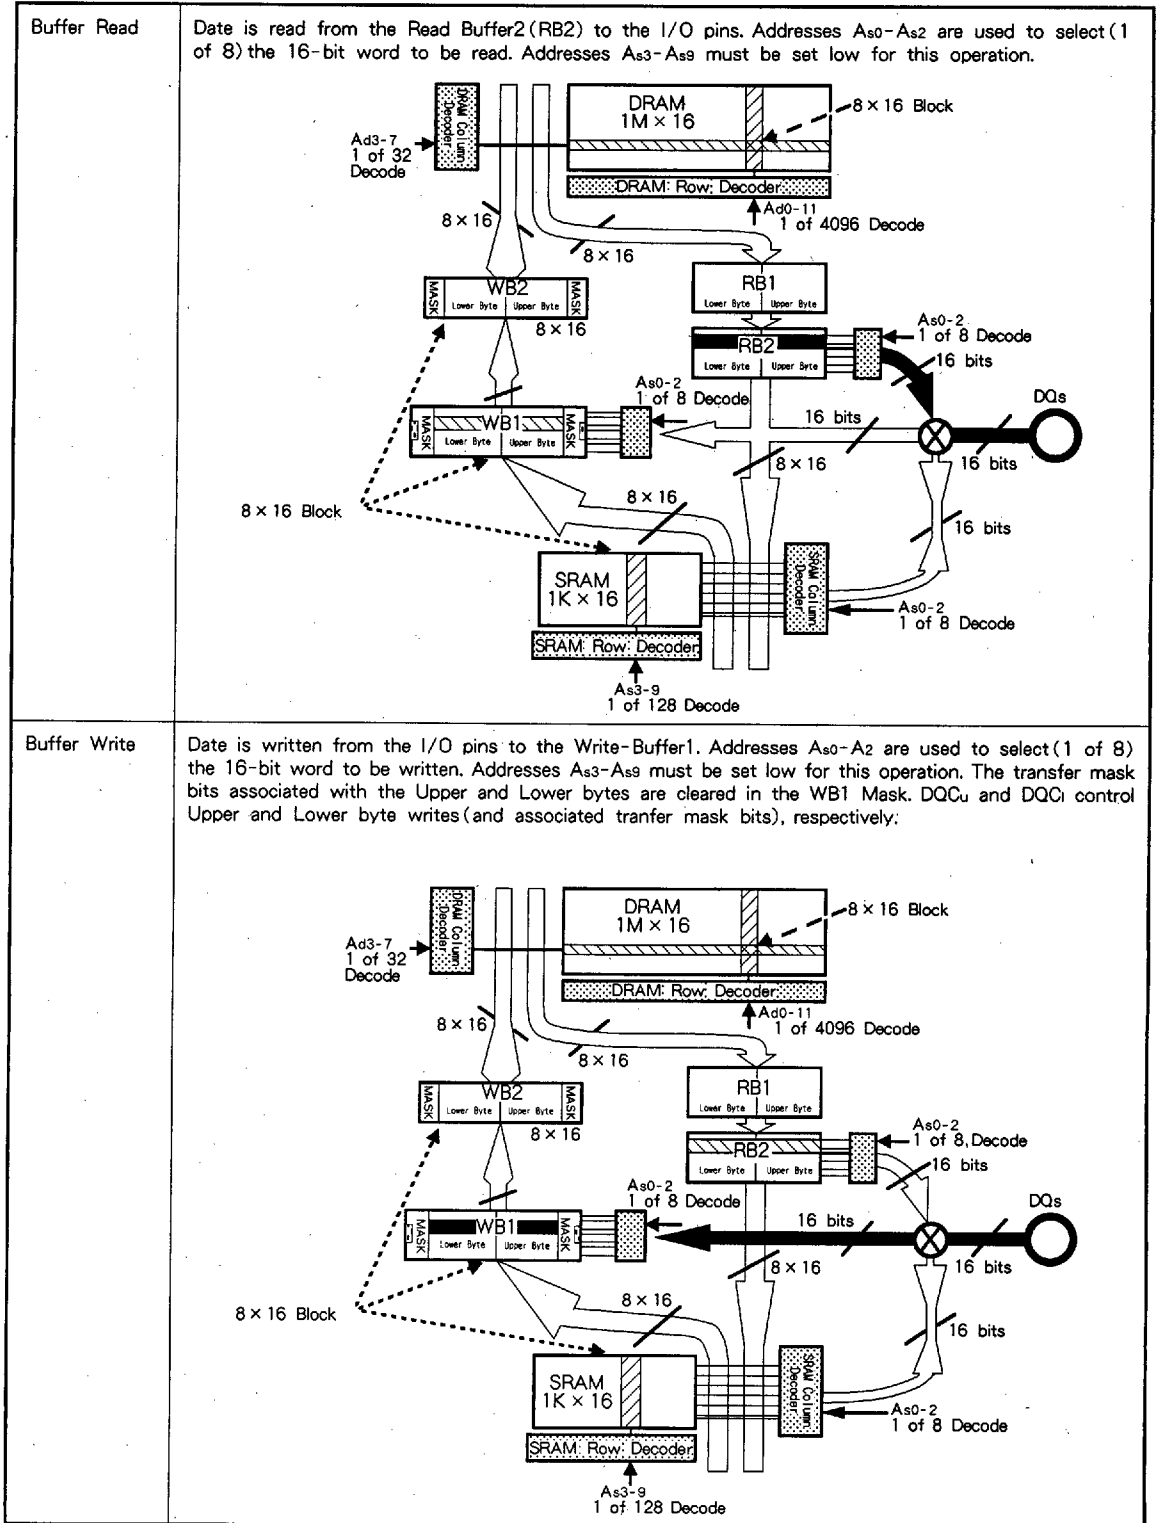 Buffer Read
Date is read from the Read Buffer2(RB2) to the I/O pins. Addresses As0-As2 are used to select(1
of 8) the 16-bit word to be read. Addresses As3-As9 must be set low for this operation.
DRAM Column
Decoder
DRAM
1M × 16
8 × 16 Block
Ad3-7
1 of 32
Decode
DRAM: Row: Decoder
Ad0-11
1 of 4096 Decode
8 × 16
8 × 16
RB1
Lower Byte Upper Byte
MASK WB2 MASK
Lower Byte Upper Byte
8 × 16
As0-2
1 of 8 Decode
RB2
Lower Byte Upper Byte
16 bits
As0-2
1 of 8 Decode
DQs
MASK WB1 MASK
Lower Byte Upper Byte
16 bits
16 bits
8 × 16
8 × 16 Block
8 × 16
16 bits
SRAM
1K × 16
SRAM Column
Decoder
As0-2
1 of 8 Decode
SRAM: Row: Decoder
As3-9
1 of 128 Decode
Buffer Write
Date is written from the I/O pins to the Write-Buffer1. Addresses As0-A2 are used to select(1 of 8)
the 16-bit word to be written. Addresses As3-As9 must be set low for this operation. The transfer mask
bits associated with the Upper and Lower bytes are cleared in the WB1 Mask. DQCu and DQCl control
Upper and Lower byte writes(and associated tranfer mask bits), respectively.
DRAM Column
Decoder
DRAM
1M × 16
8 × 16 Block
Ad3-7
1 of 32
Decode
DRAM: Row: Decoder
Ad0-11
1 of 4096 Decode
8 × 16
8 × 16
RB1
Lower Byte Upper Byte
MASK WB2 MASK
Lower Byte Upper Byte
8 × 16
As0-2
1 of 8, Decode
RB2
Lower Byte Upper Byte
16 bits
As0-2
1 of 8 Decode
DQs
MASK WB1 MASK
Lower Byte Upper Byte
16 bits
16 bits
8 × 16
8 × 16 Block
8 × 16
16 bits
SRAM
1K × 16
SRAM Column
Decoder
As0-2
1 of 8 Decode
SRAM: Row: Decoder
As3-9
1 of 128 Decode